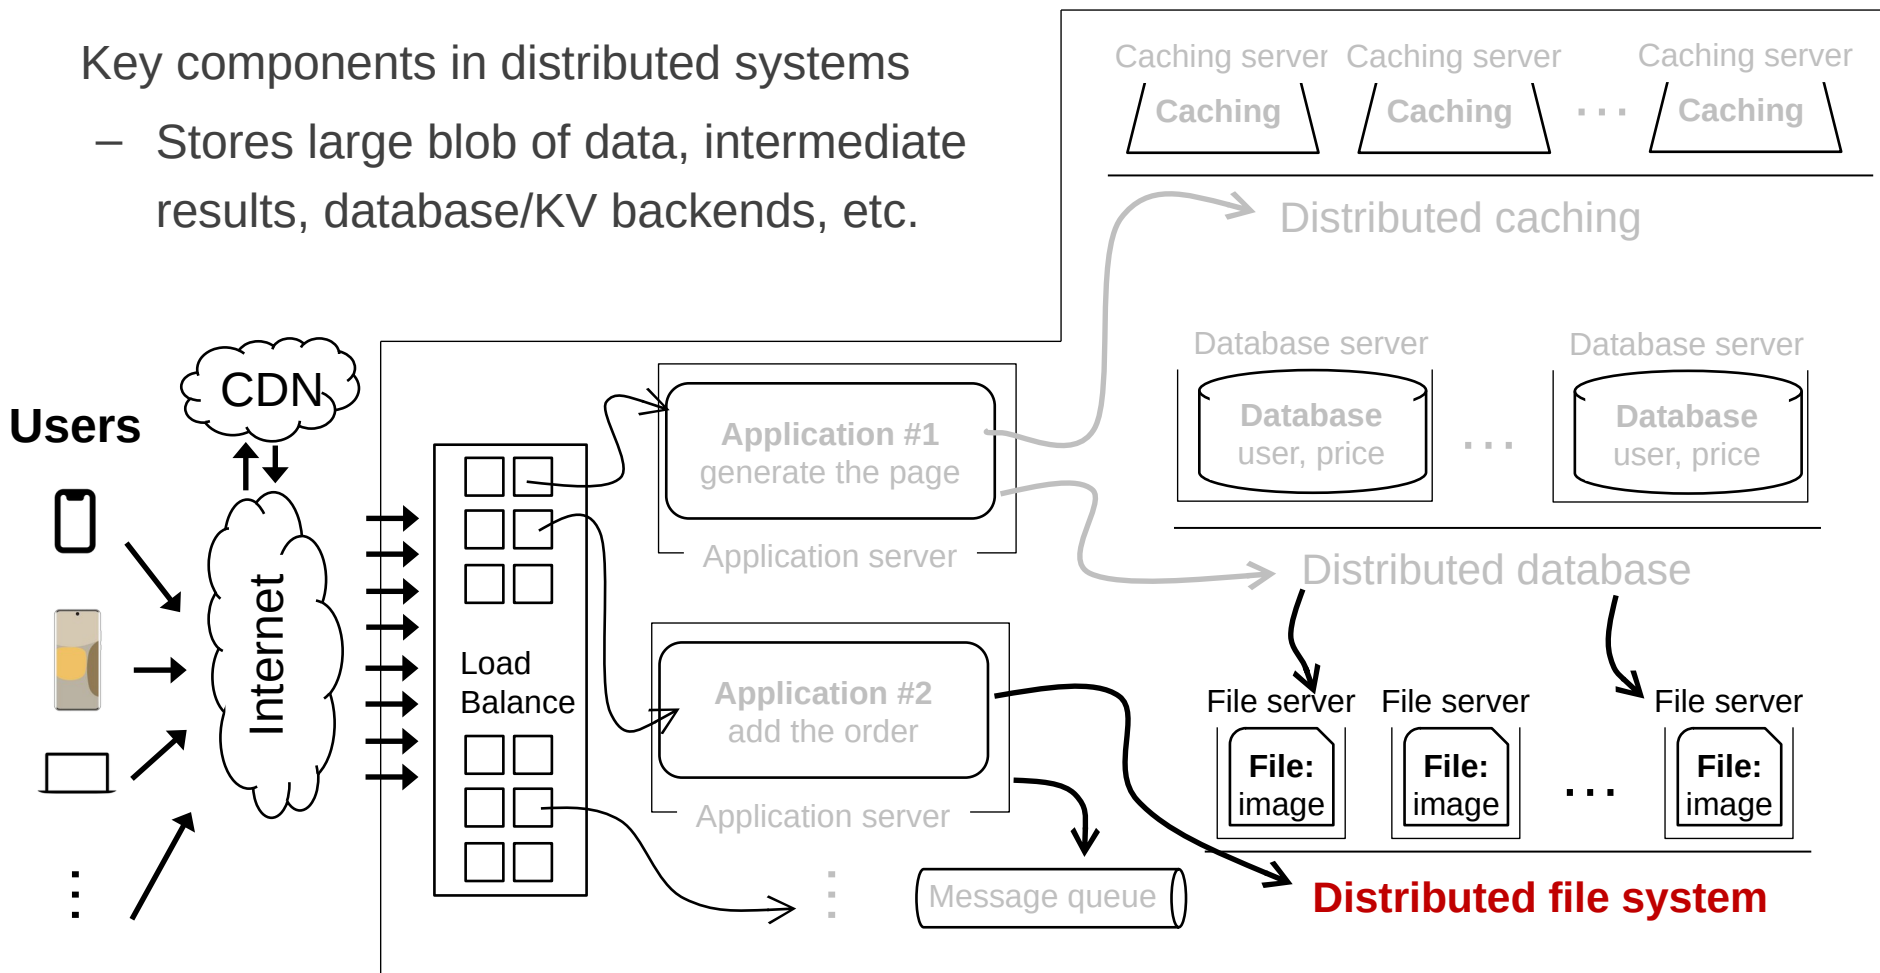 Key components in distributed systems
– Stores large blob of data, intermediate
results, database/KV backends, etc.
Caching server
Caching
Caching server
Caching
...
Caching server
Caching
Distributed caching
Users
CDN
Internet
Load
Balance
Application #1
generate the page
Application server
Application #2
add the order
Application server
Message queue
Database server
Database
user, price
...
Database server
Database
user, price
Distributed database
File server
File:
image
File server
File:
image
...
File server
File:
image
Distributed file system